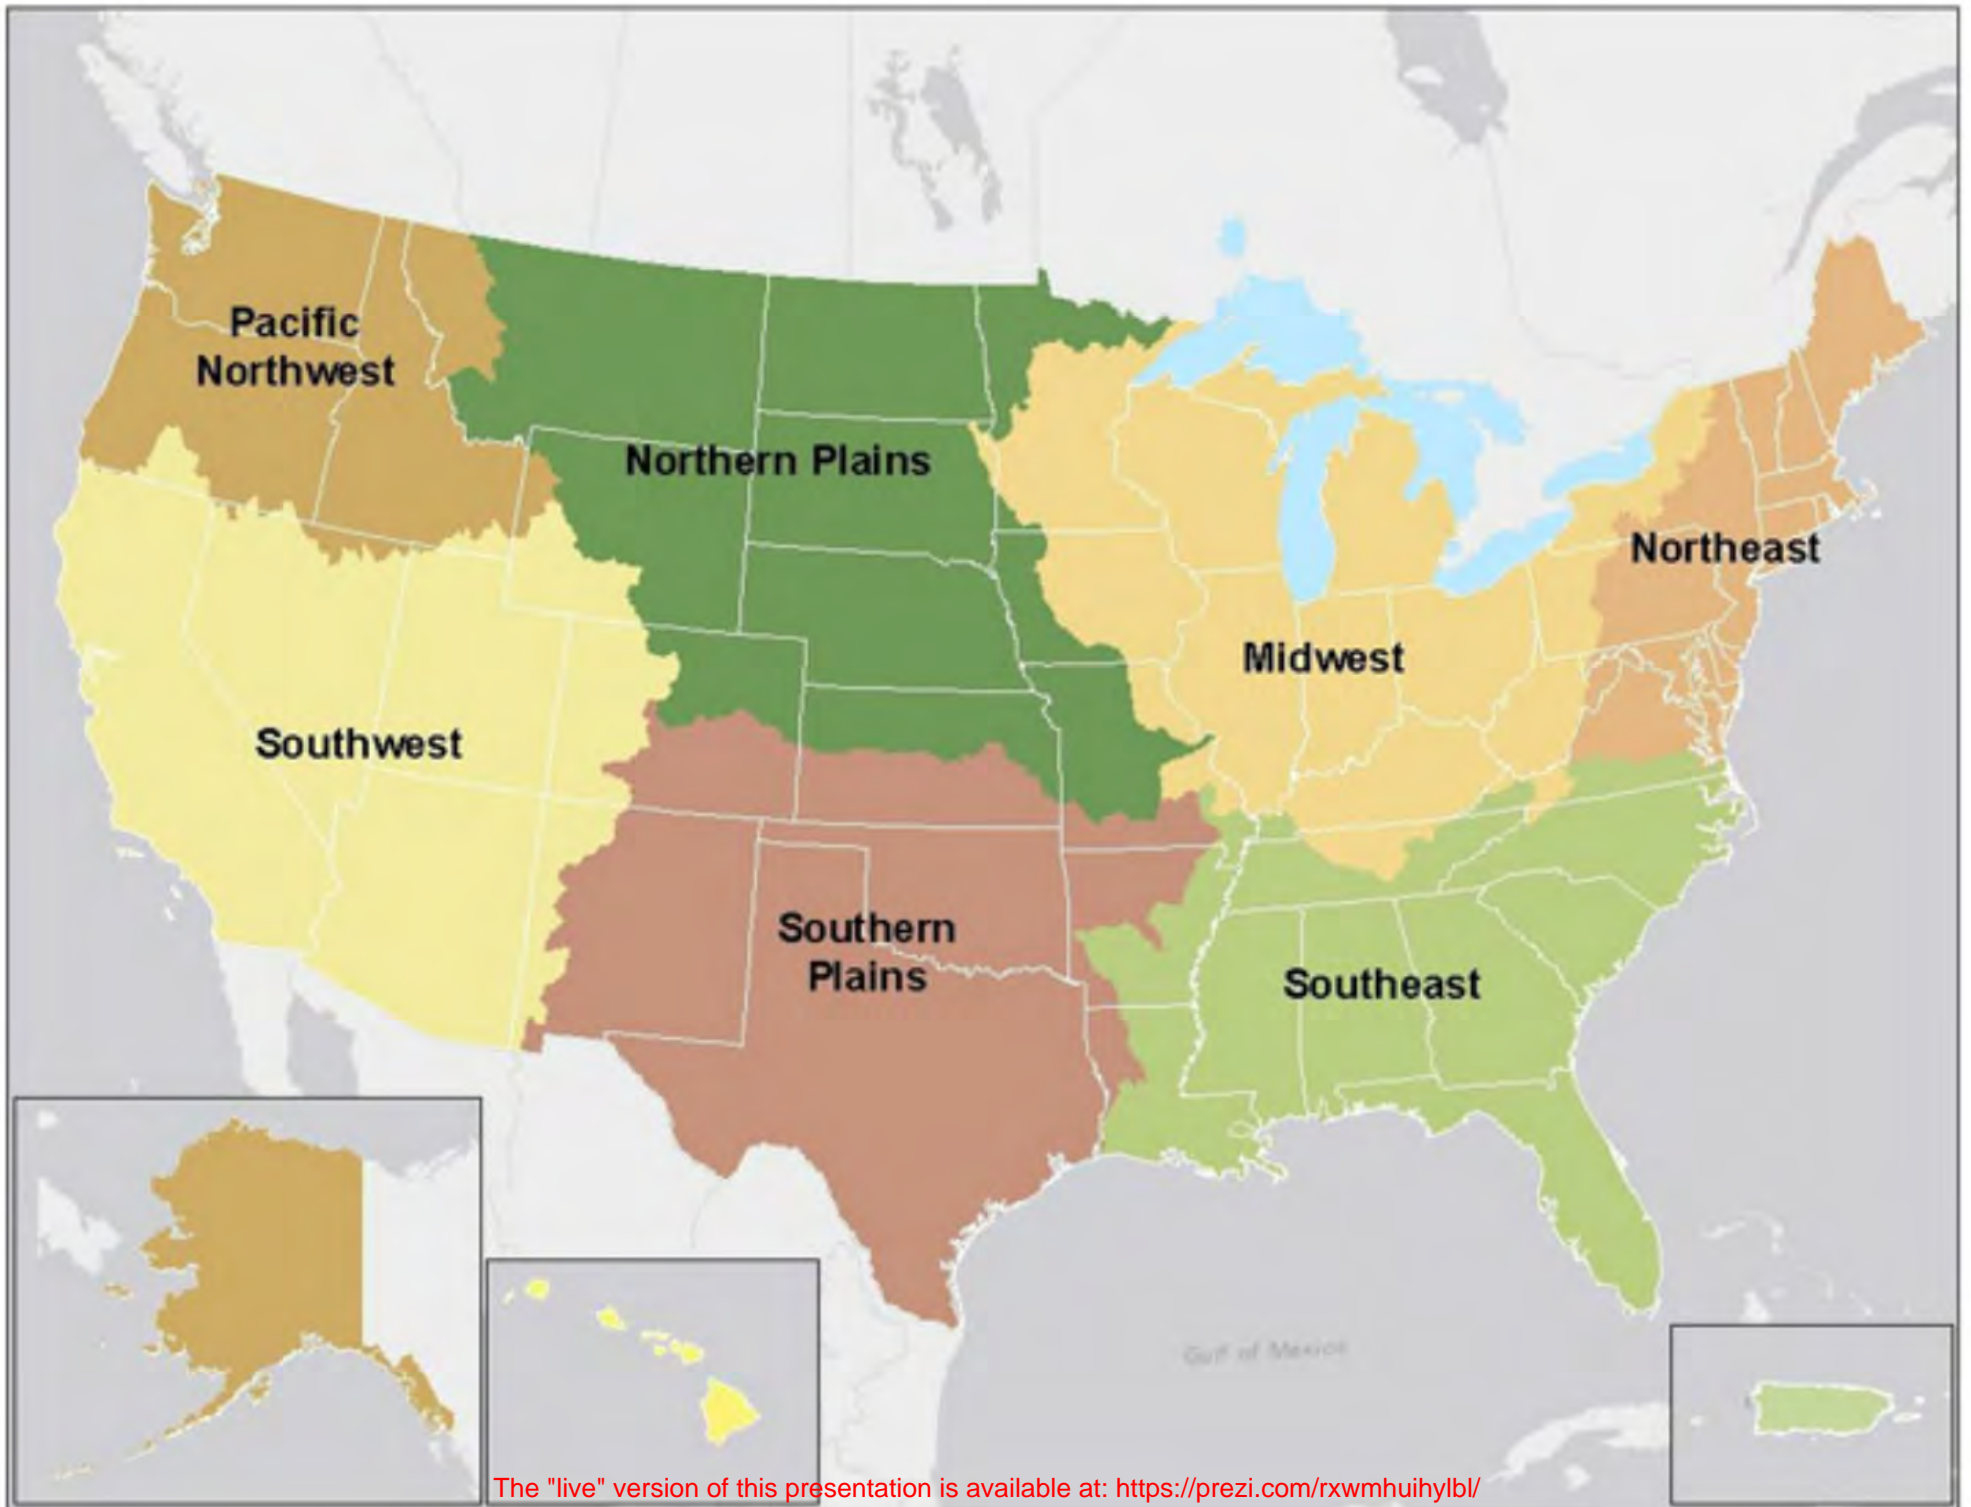 Pacific
Northwest
Northern Plains
Northeast
Midwest
Southwest
Southern
Plains
Southeast
Gulf of Mexico
The "live" version of this presentation is available at: https://prezi.com/rxwmhuihylbl/